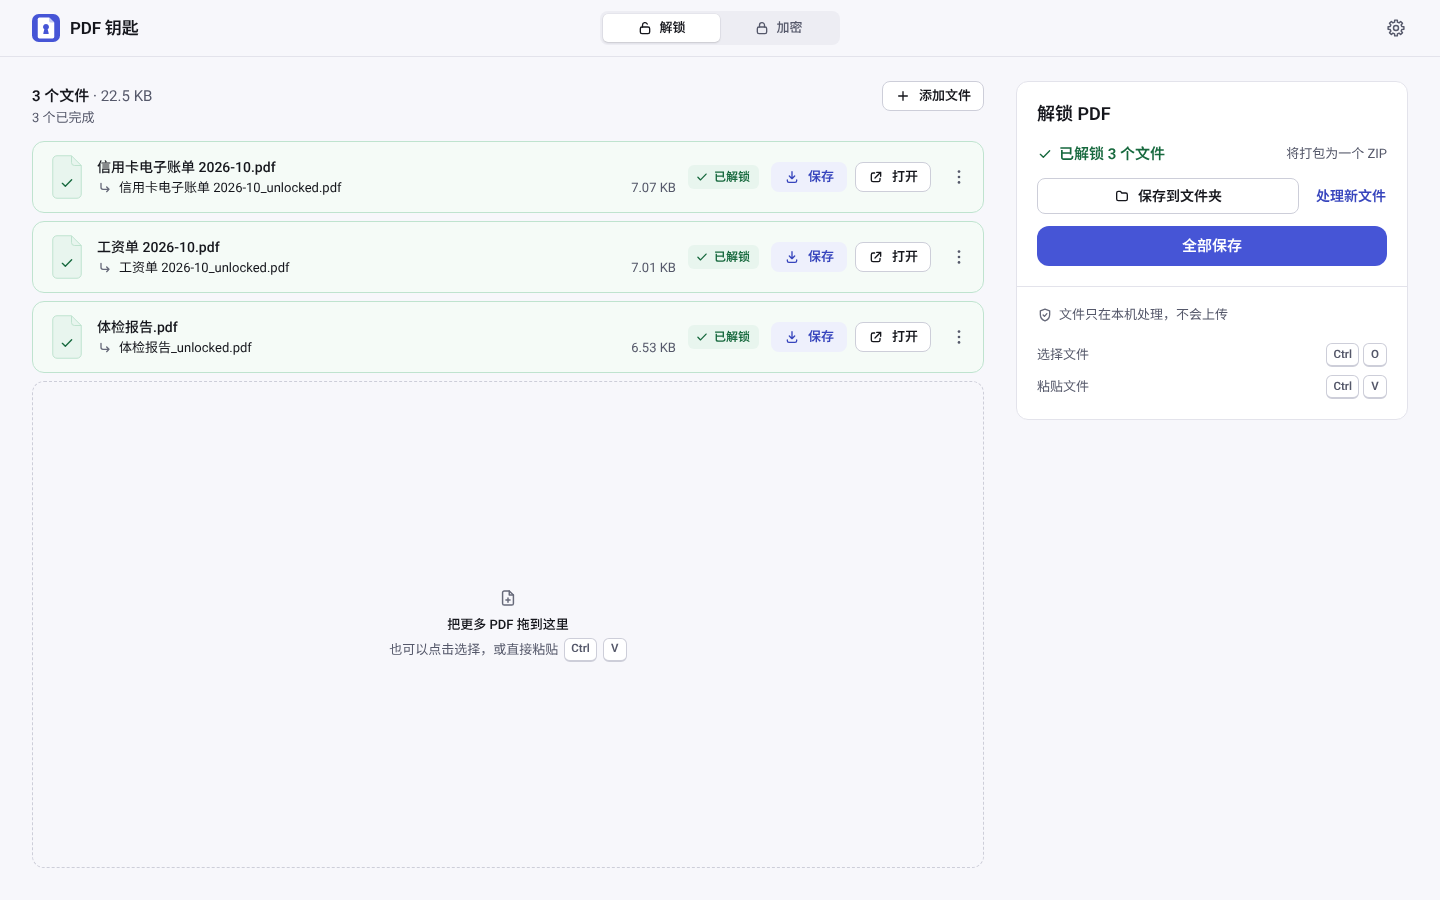 PDF 钥匙
解锁
加密
3 个文件 · 22.5 KB
3 个已完成
添加文件
信用卡电子账单 2026-10.pdf
信用卡电子账单 2026-10_unlocked.pdf
7.07 KB
已解锁
保存
打开
工资单 2026-10.pdf
工资单 2026-10_unlocked.pdf
7.01 KB
已解锁
保存
打开
体检报告.pdf
体检报告_unlocked.pdf
6.53 KB
已解锁
保存
打开
把更多 PDF 拖到这里
也可以点击选择，或直接粘贴 Ctrl V
解锁 PDF
已解锁 3 个文件
将打包为一个 ZIP
保存到文件夹
处理新文件
全部保存
文件只在本机处理，不会上传
选择文件 Ctrl O
粘贴文件 Ctrl V